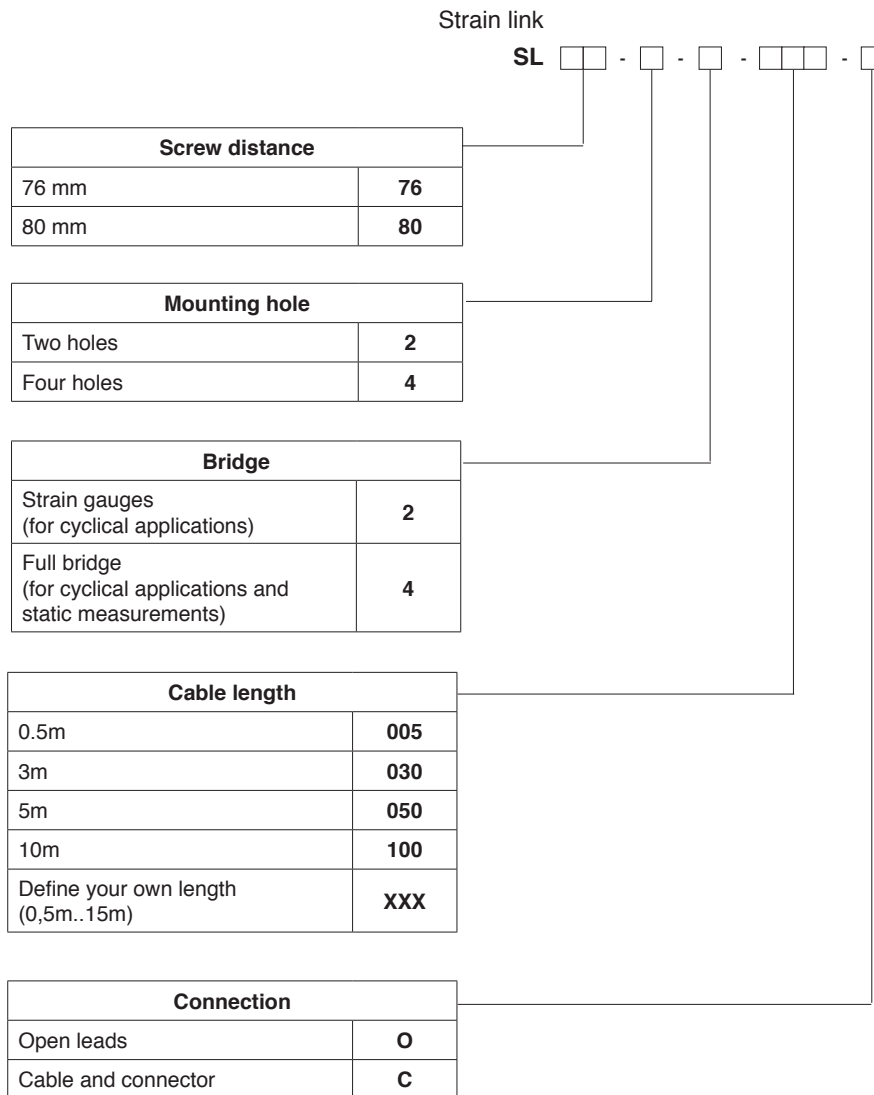 Strain link
SL - - - -
Screw distance
76 mm 76
80 mm 80
Mounting hole
Two holes 2
Four holes 4
Bridge
Strain gauges
(for cyclical applications) 2
Full bridge
(for cyclical applications and
static measurements) 4
Cable length
0.5m 005
3m 030
5m 050
10m 100
Define your own length
(0,5m..15m) XXX
Connection
Open leads O
Cable and connector C